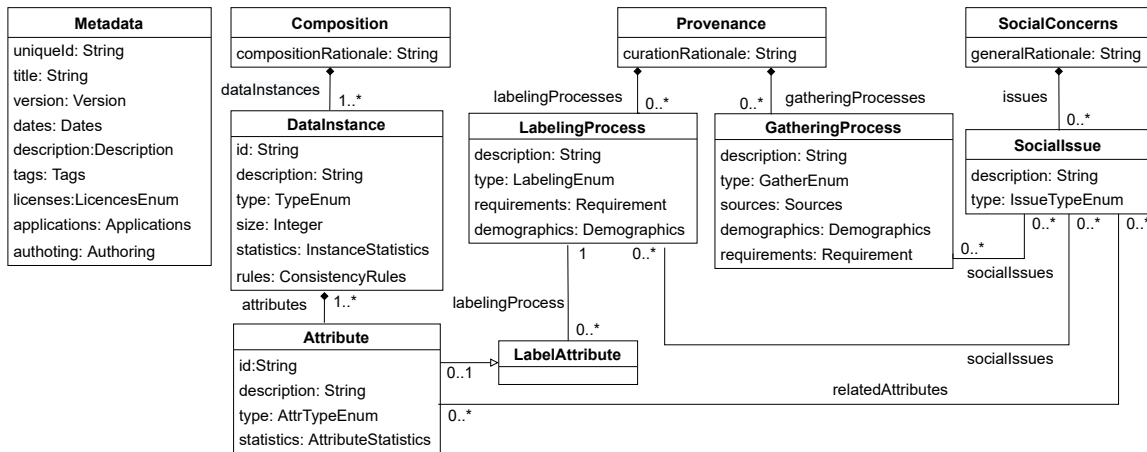 Metadata
uniqueId: String
title: String
version: Version
dates: Dates
description:Description
tags: Tags
licenses:LicencesEnum
applications: Applications
authoting: Authoring
Composition
compositionRationale: String
dataInstances
1..*
DataInstance
id: String
description: String
type: TypeEnum
size: Integer
statistics: InstanceStatistics
rules: ConsistencyRules
attributes
1..*
Attribute
id:String
description: String
type: AttrTypeEnum
statistics: AttributeStatistics
0..1
0..*
Provenance
curationRationale: String
labelingProcesses
0..*
0..*
gatheringProcesses
LabelingProcess
description: String
type: LabelingEnum
requirements: Requirement
demographics: Demographics
1
0..*
labelingProcess
0..*
LabelAttribute
GatheringProcess
description: String
type: GatherEnum
sources: Sources
demographics: Demographics
requirements: Requirement
0..*
socialIssues
SocialConcerns
generalRationale: String
issues
0..*
SocialIssue
description: String
type: IssueTypeEnum
0..*
0..*
0..*
socialIssues
relatedAttributes